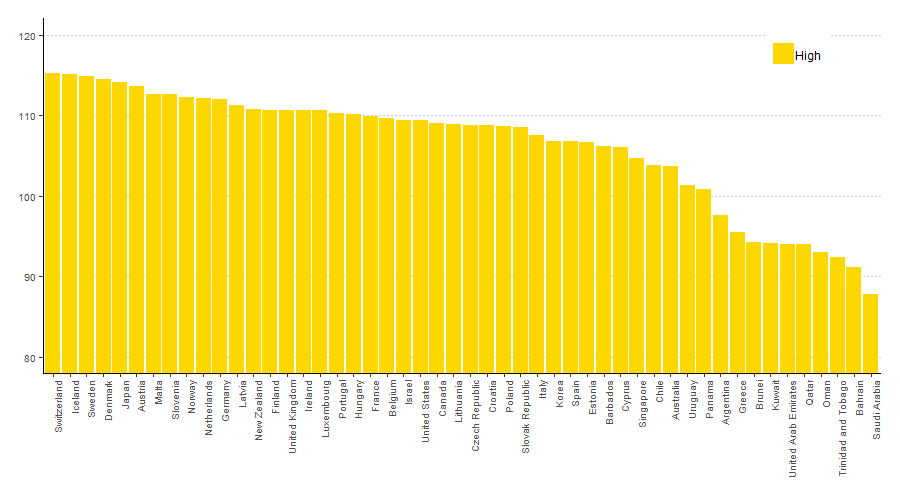 120
High
110
100
90
80
Switzerland
Iceland
Sweden
Denmark
Japan
Austria
Malta
Slovenia
Norway
Netherlands
Germany
Latvia
New Zealand
Finland
United Kingdom
Ireland
Luxembourg
Portugal
Hungary
France
Belgium
Israel
United States
Canada
Lithuania
Czech Republic
Croatia
Poland
Slovak Republic
Italy
Korea
Spain
Estonia
Barbados
Cyprus
Singapore
Chile
Australia
Uruguay
Panama
Argentina
Greece
Brunei
Kuwait
United Arab Emirates
Qatar
Oman
Trinidad and Tobago
Bahrain
Saudi Arabia